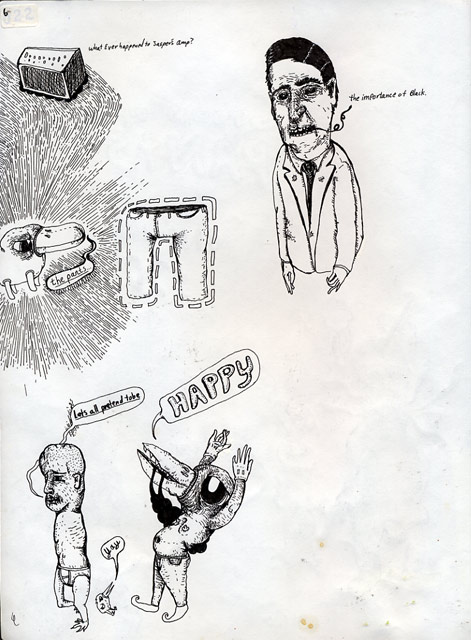 6
what Ever happened to Jasper's amp?
the importance of Black.
the pants
Lets all pretend tobe
HAPPY
yay